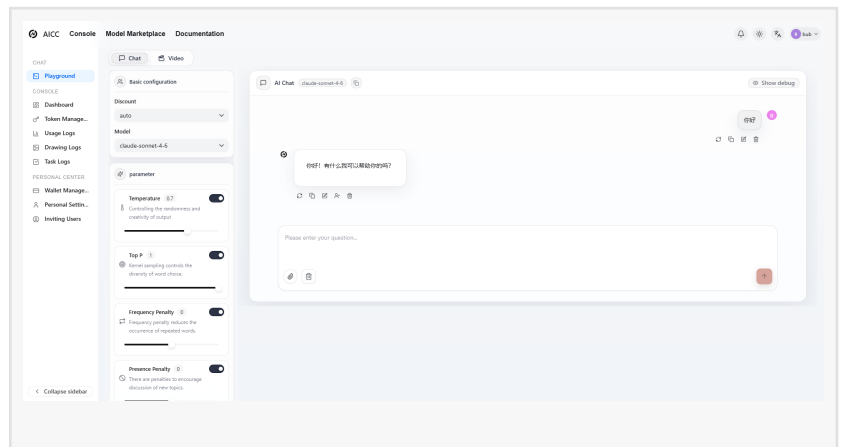 AICC Console Model Marketplace Documentation
hub
Chat Video
CHAT
Playground
CONSOLE
Dashboard
Token Manage...
Usage Logs
Drawing Logs
Task Logs
PERSONAL CENTER
Wallet Manage...
Personal Settin...
Inviting Users
Collapse sidebar
Basic configuration
Discount
auto
Model
claude-sonnet-4-6
parameter
Temperature 0.7
Controlling the randomness and
creativity of output
Top P 1
Kernel sampling controls the
diversity of word choice.
Frequency Penalty 0
Frequency penalty reduces the
occurrence of repeated words.
Presence Penalty 0
There are penalties to encourage
discussion of new topics.
AI Chat claude-sonnet-4-6
Show debug
你好
你好！有什么我可以帮助你的吗？
Please enter your question...